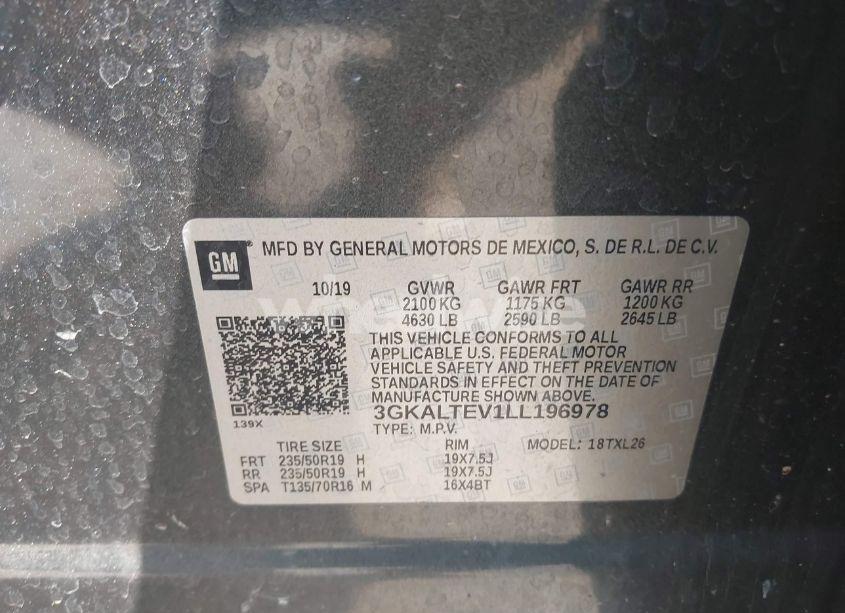 GM
MFD BY GENERAL MOTORS DE MEXICO, S. DE R.L. DE C.V.
10/19 GVWR GAWR FRT GAWR RR
2100 KG 1175 KG 1200 KG
4630 LB 2590 LB 2645 LB
THIS VEHICLE CONFORMS TO ALL
APPLICABLE U.S. FEDERAL MOTOR
VEHICLE SAFETY AND THEFT PREVENTION
STANDARDS IN EFFECT ON THE DATE OF
MANUFACTURE SHOWN ABOVE.
139X
3GKALTEV1LL196978
TYPE: M.P.V.
TIRE SIZE RIM MODEL: 18TXL26
FRT 235/50R19 H 19X7.5J
RR 235/50R19 H 19X7.5J
SPA T135/70R16 M 16X4BT